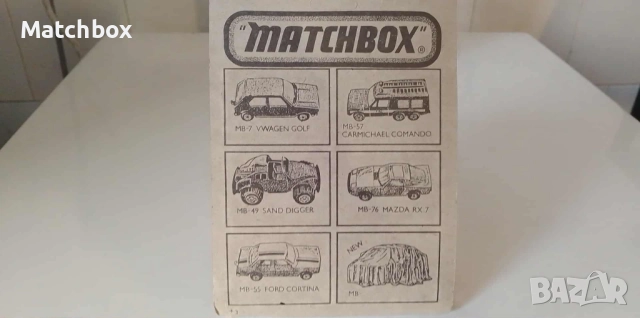 Matchbox
"MATCHBOX"®
MB-7 VWAGEN GOLF
MB-57
CARMICHAEL COMANDO
MB-49 SAND DIGGER
MB-76 MAZDA RX.7
MB-55 FORD CORTINA
NEW
MB
BAZAR